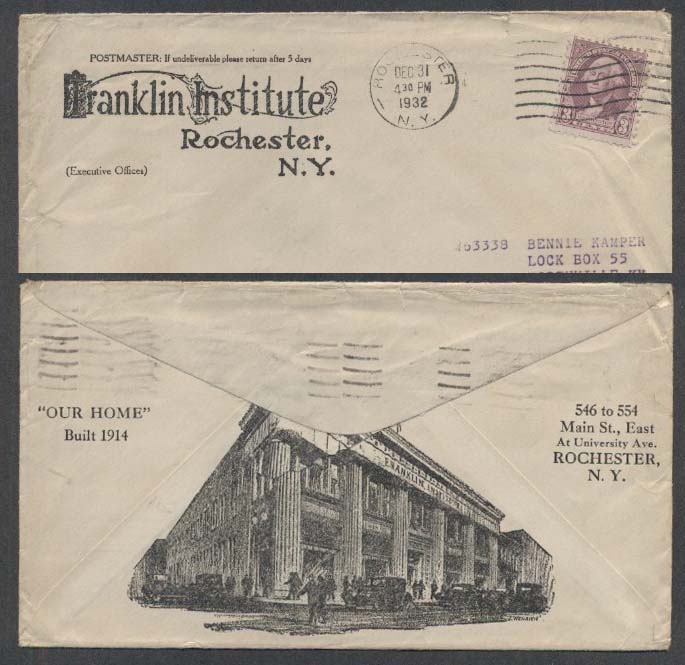 POSTMASTER: If undeliverable please return after 5 days
Franklin Institute
Rochester,
N.Y.
(Executive Offices)
ROCHESTER
DEC 31
4 30 PM
1932
N.Y.
3 3
63338 BENNIE KAMPER
LOCK BOX 55
"OUR HOME"
Built 1914
546 to 554
Main St., East
At University Ave.
ROCHESTER,
N. Y.
FRANKLIN